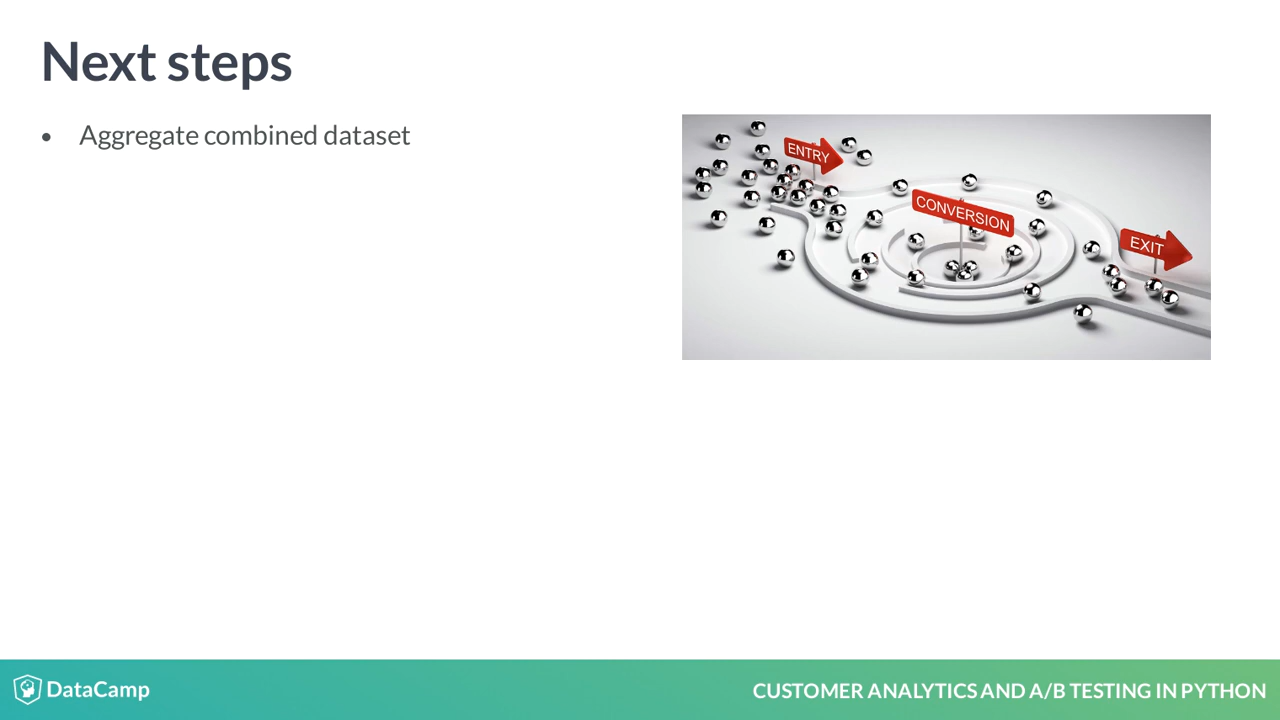 Next steps
• Aggregate combined dataset
ENTRY
CONVERSION
EXIT
DataCamp
CUSTOMER ANALYTICS AND A/B TESTING IN PYTHON